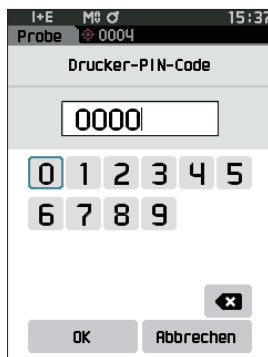 I+E M 15:37
Probe 0004
Drucker-PIN-Code
0000
0 1 2 3 4 5
6 7 8 9
OK Abbrechen